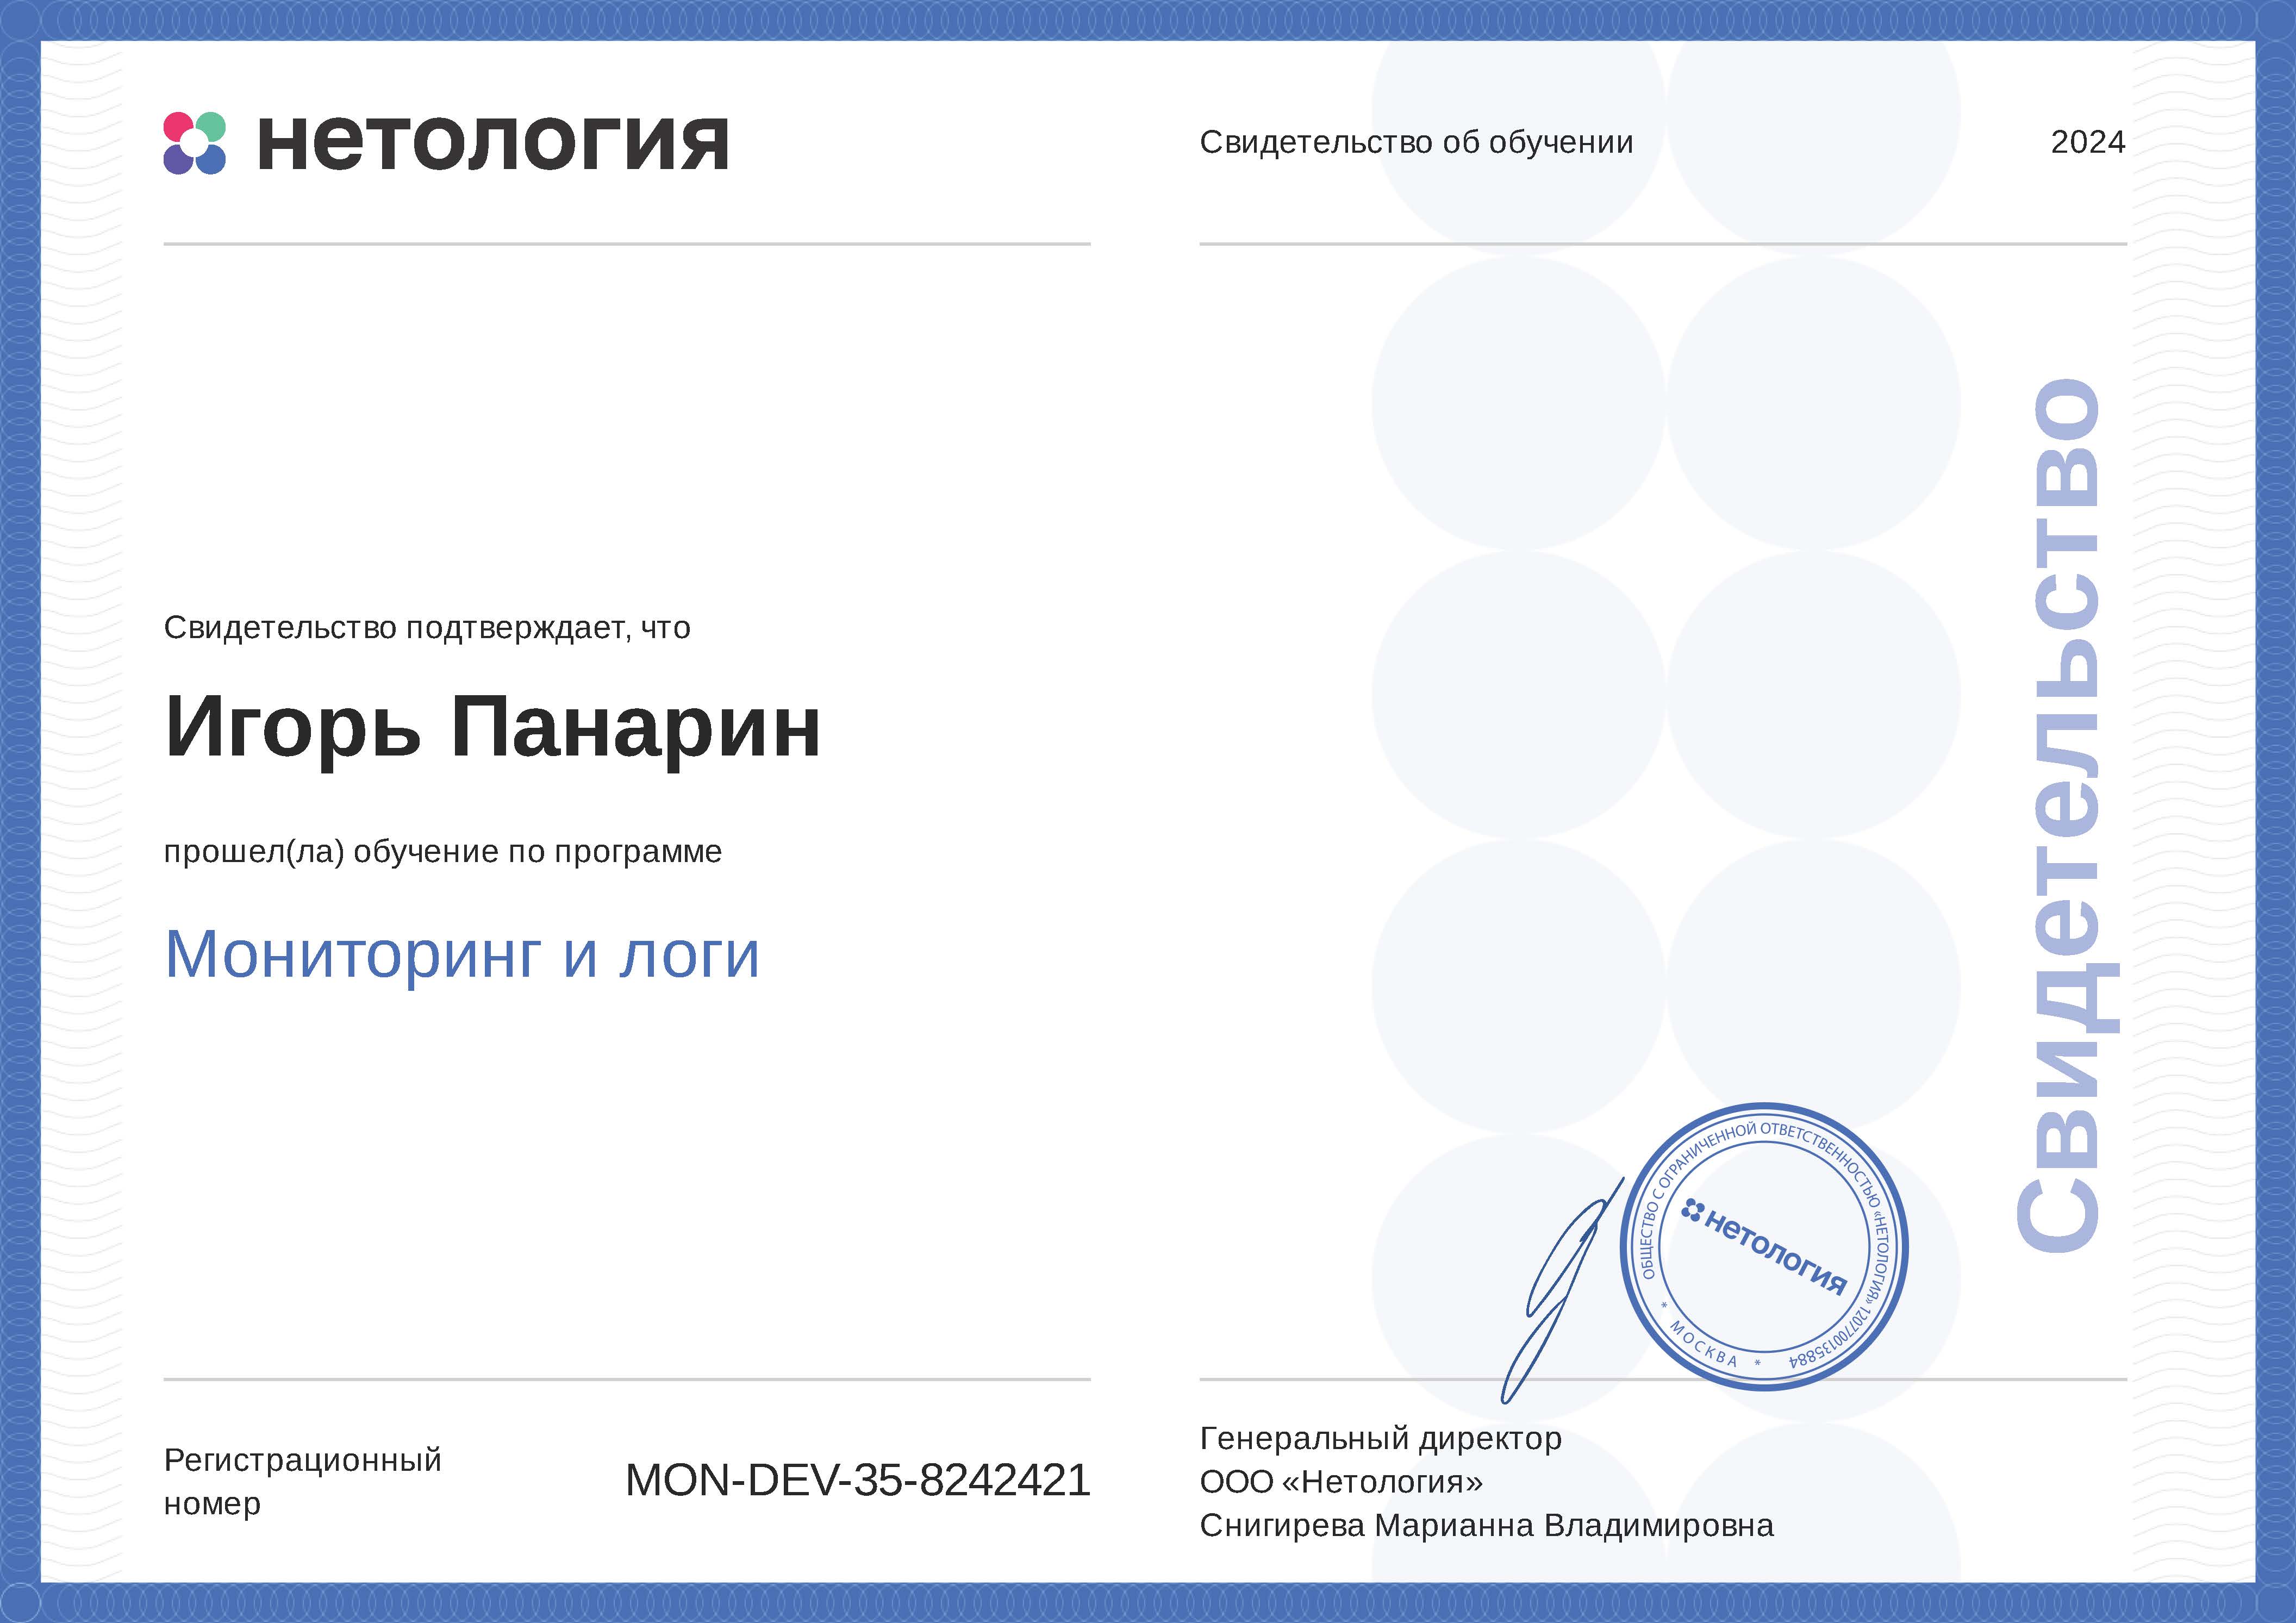 нетология
Свидетельство об обучении
2024
Свидетельство подтверждает, что
Игорь Панарин
прошел(ла) обучение по программе
Мониторинг и логи
Свидетельство
ОБЩЕСТВО С ОГРАНИЧЕННОЙ ОТВЕТСТВЕННОСТЬЮ «НЕТОЛОГИЯ» 1207700135884
* МОСКВА *
нетология
Регистрационный
номер
MON-DEV-35-8242421
Генеральный директор
ООО «Нетология»
Снигирева Марианна Владимировна